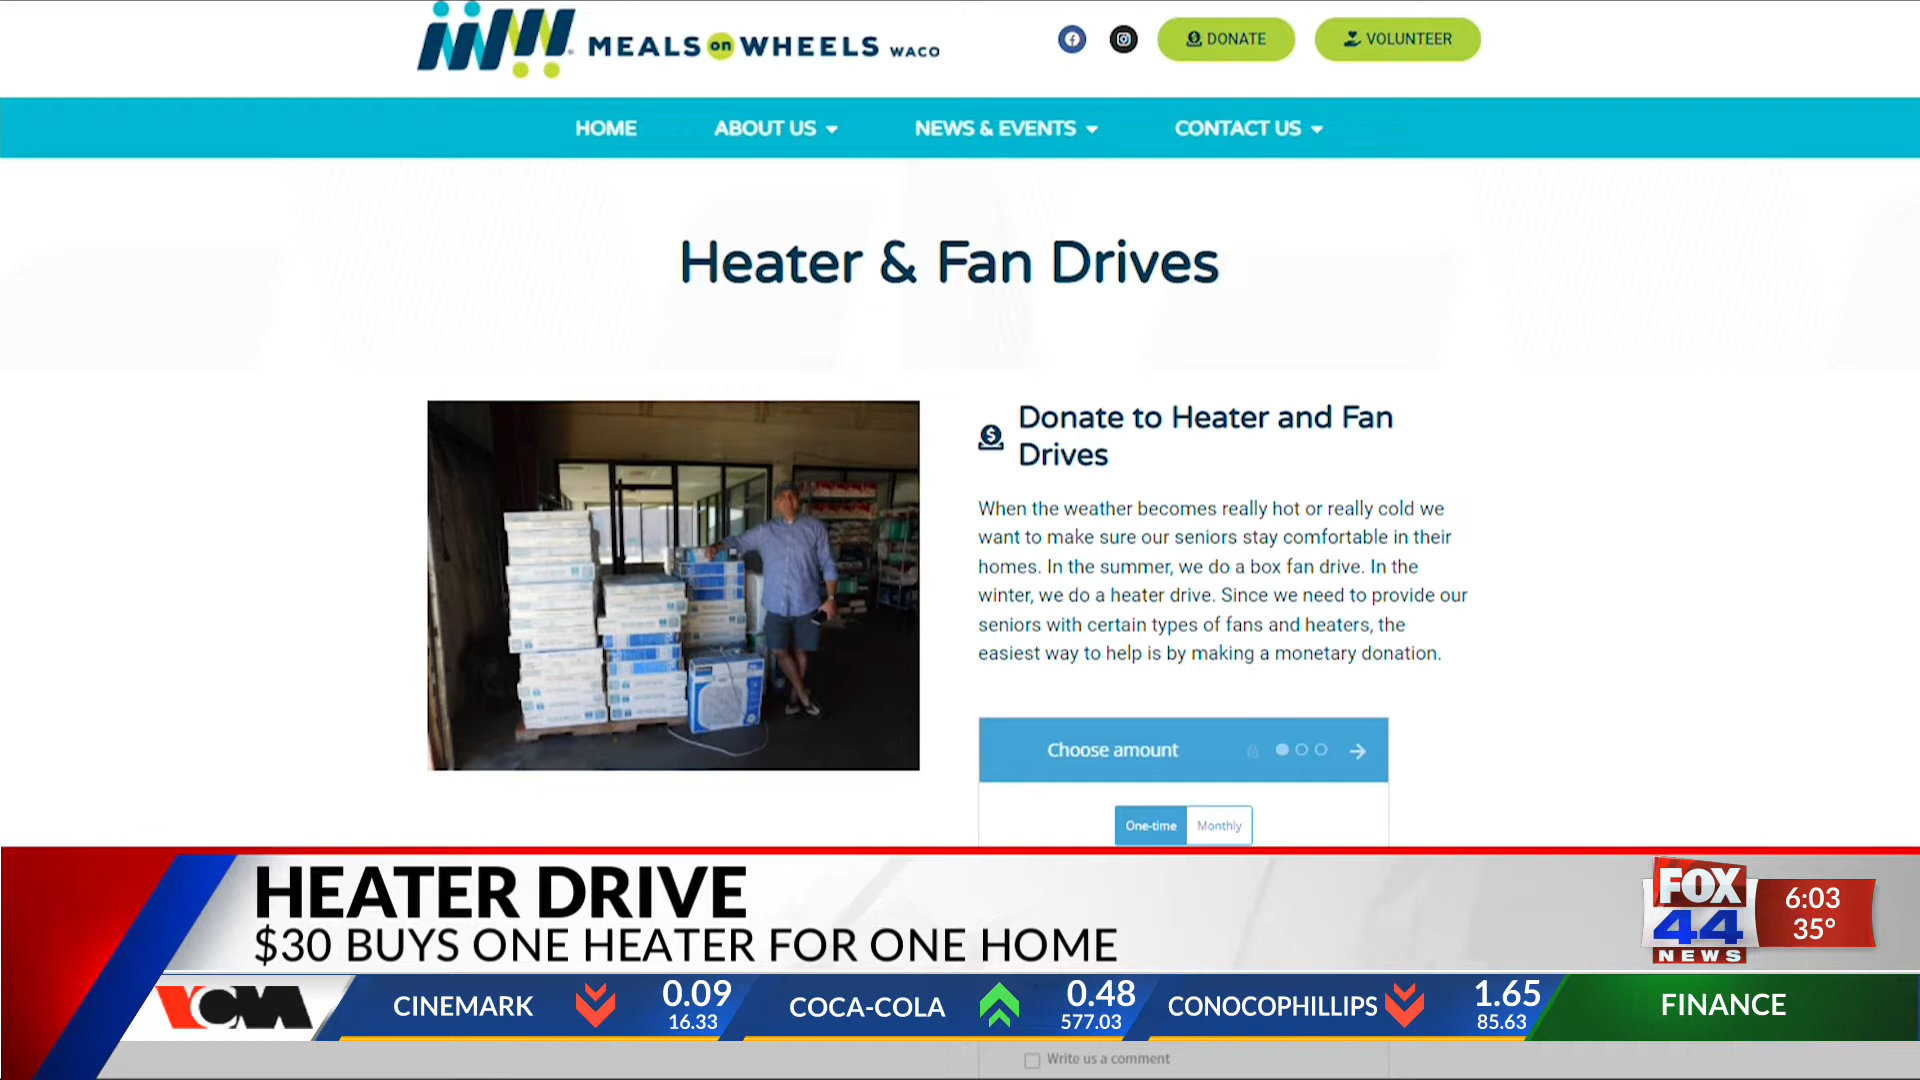 MEALS on WHEELS WACO
DONATE
VOLUNTEER
HOME
ABOUT US
NEWS & EVENTS
CONTACT US
Heater & Fan Drives
Donate to Heater and Fan
Drives
When the weather becomes really hot or really cold we
want to make sure our seniors stay comfortable in their
homes. In the summer, we do a box fan drive. In the
winter, we do a heater drive. Since we need to provide our
seniors with certain types of fans and heaters, the
easiest way to help is by making a monetary donation.
Choose amount
One-time
Monthly
HEATER DRIVE
$30 BUYS ONE HEATER FOR ONE HOME
FOX
44
NEWS
6:03
35°
YCMA
CINEMARK
0.09
16.33
COCA-COLA
0.48
577.03
CONOCOPHILLIPS
1.65
85.63
FINANCE
Write us a comment